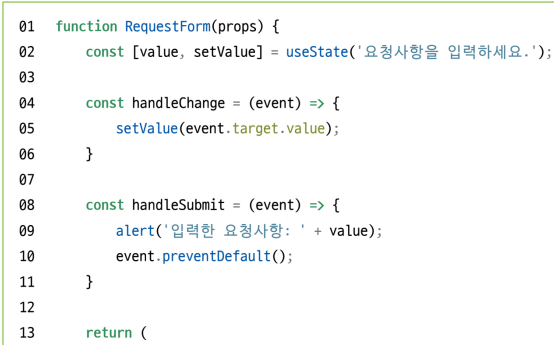 01 function RequestForm(props) {
02 const [value, setValue] = useState('요청사항을 입력하세요.');
03
04 const handleChange = (event) => {
05 setValue(event.target.value);
06 }
07
08 const handleSubmit = (event) => {
09 alert('입력한 요청사항: ' + value);
10 event.preventDefault();
11 }
12
13 return (